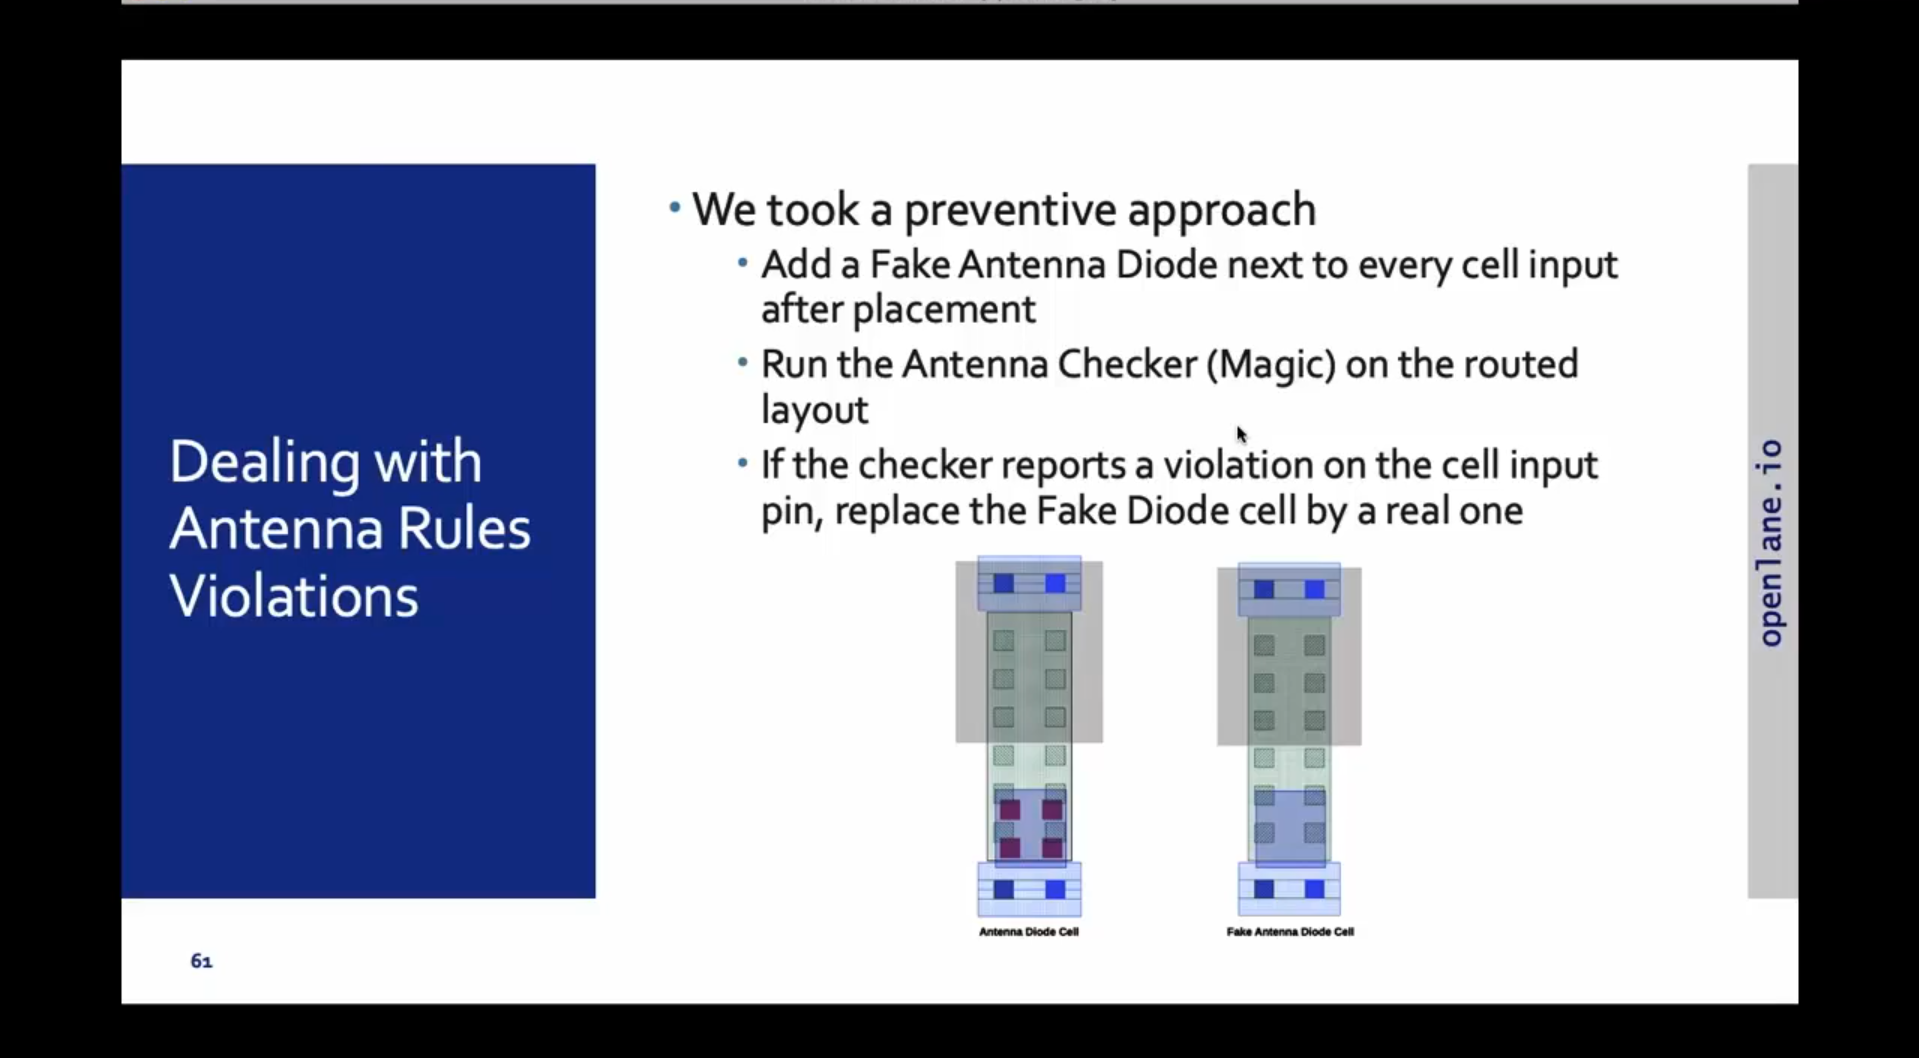 Dealing with
Antenna Rules
Violations
• We took a preventive approach
• Add a Fake Antenna Diode next to every cell input
after placement
• Run the Antenna Checker (Magic) on the routed
layout
• If the checker reports a violation on the cell input
pin, replace the Fake Diode cell by a real one
Antenna Diode Cell
Fake Antenna Diode Cell
openlane.io
61